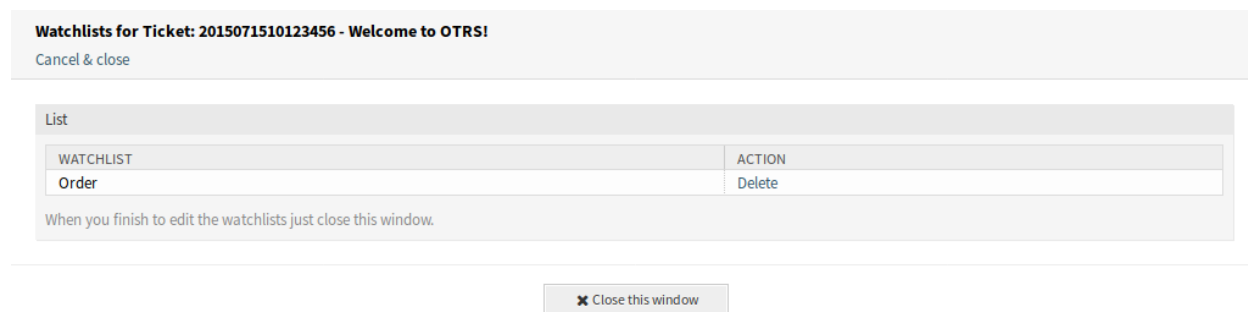 Watchlists for Ticket: 2015071510123456 - Welcome to OTRS!
Cancel & close
List
WATCHLIST ACTION
Order Delete
When you finish to edit the watchlists just close this window.
✖ Close this window